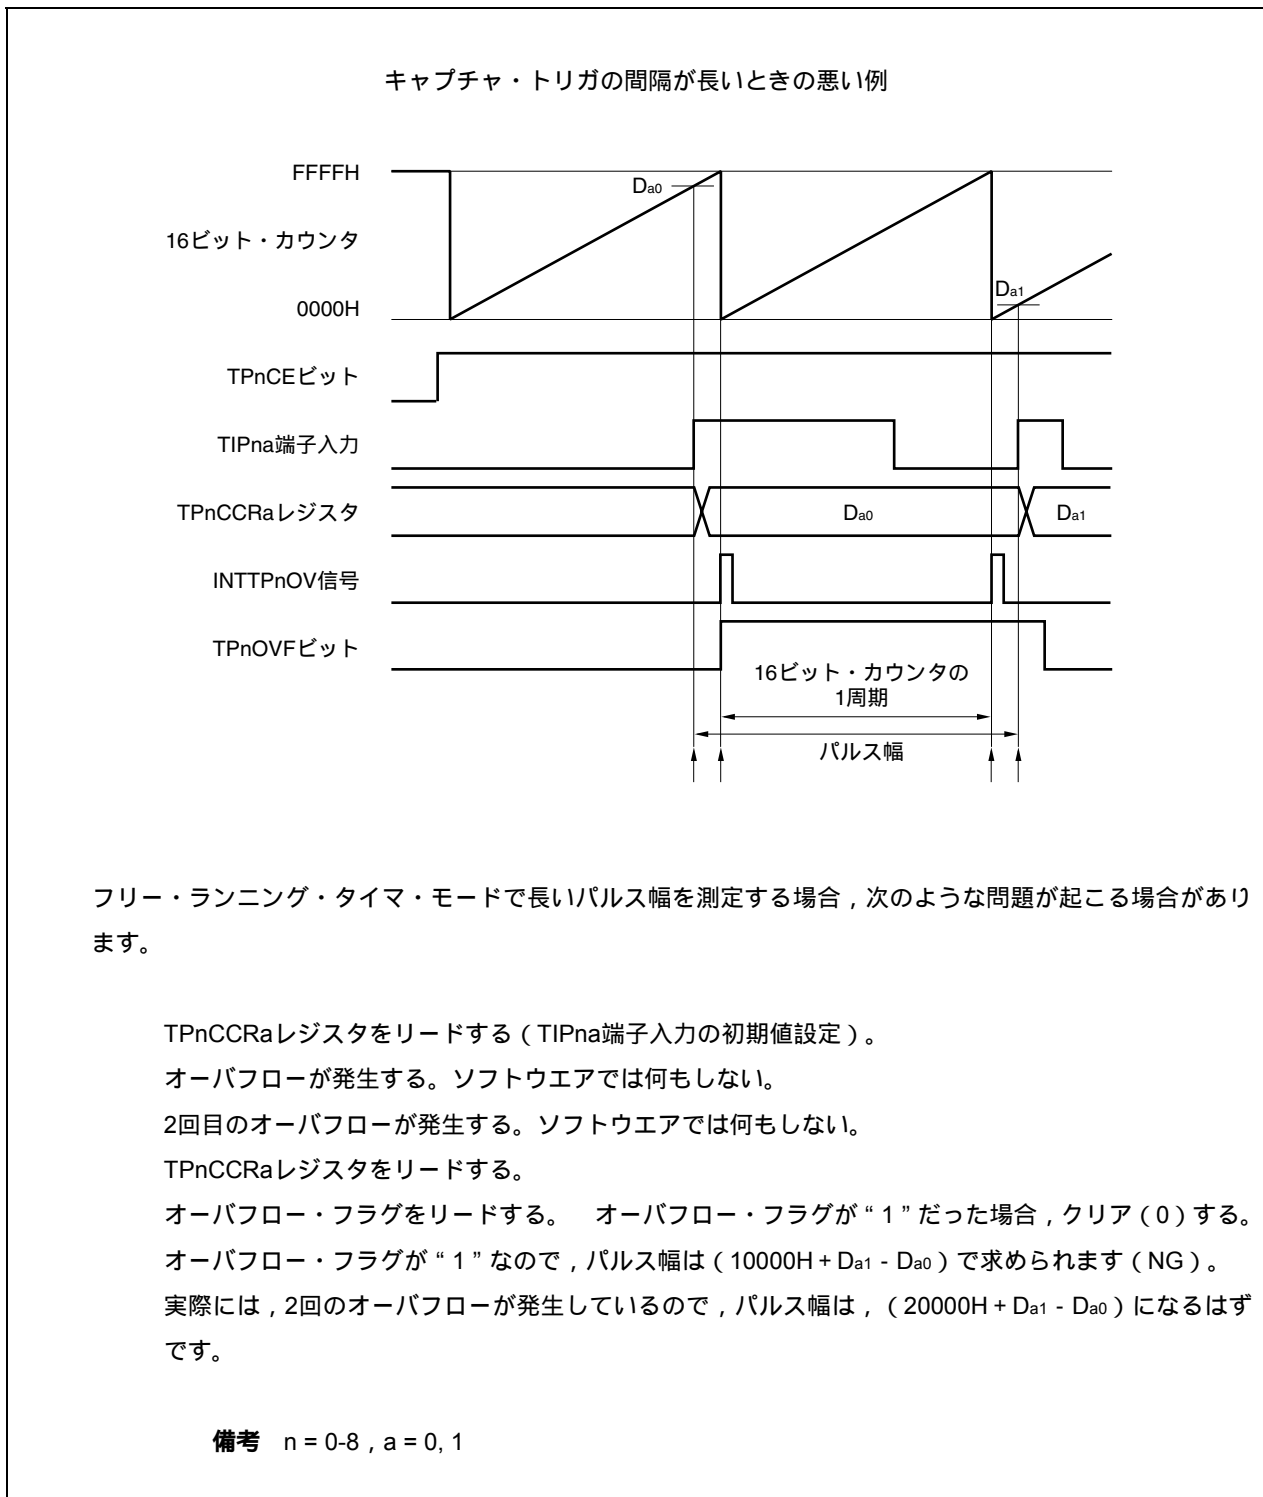 キャプチャ・トリガの間隔が長いときの悪い例
FFFFH
16ビット・カウンタ
0000H
Da0
Da1
TPnCEビット
TIPna端子入力
TPnCCRaレジスタ
Da0
Da1
INTTPnOV信号
TPnOVFビット
16ビット・カウンタの
1周期
パルス幅
フリー・ランニング・タイマ・モードで長いパルス幅を測定する場合，次のような問題が起こる場合があり
ます。
TPnCCRaレジスタをリードする（TIPna端子入力の初期値設定）。
オーバフローが発生する。ソフトウエアでは何もしない。
2回目のオーバフローが発生する。ソフトウエアでは何もしない。
TPnCCRaレジスタをリードする。
オーバフロー・フラグをリードする。　オーバフロー・フラグが“1”だった場合，クリア（0）する。
オーバフロー・フラグが“1”なので，パルス幅は（10000H + Da1 - Da0）で求められます（NG）。
実際には，2回のオーバフローが発生しているので，パルス幅は，（20000H + Da1 - Da0）になるはず
です。
備考　n = 0-8，a = 0, 1